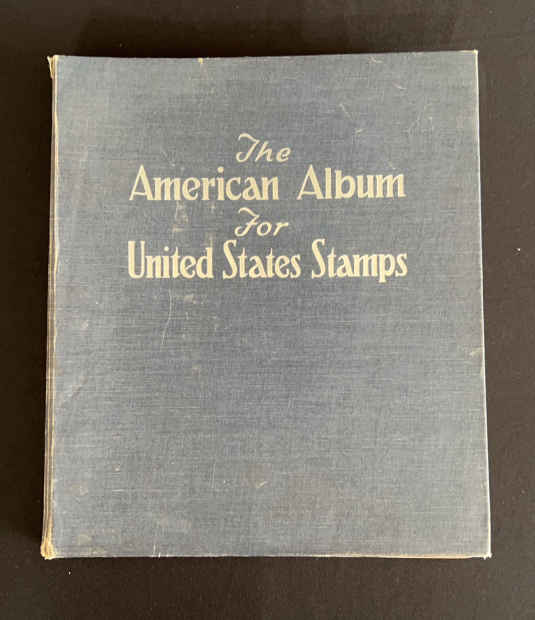 The
American Album
For
United States Stamps